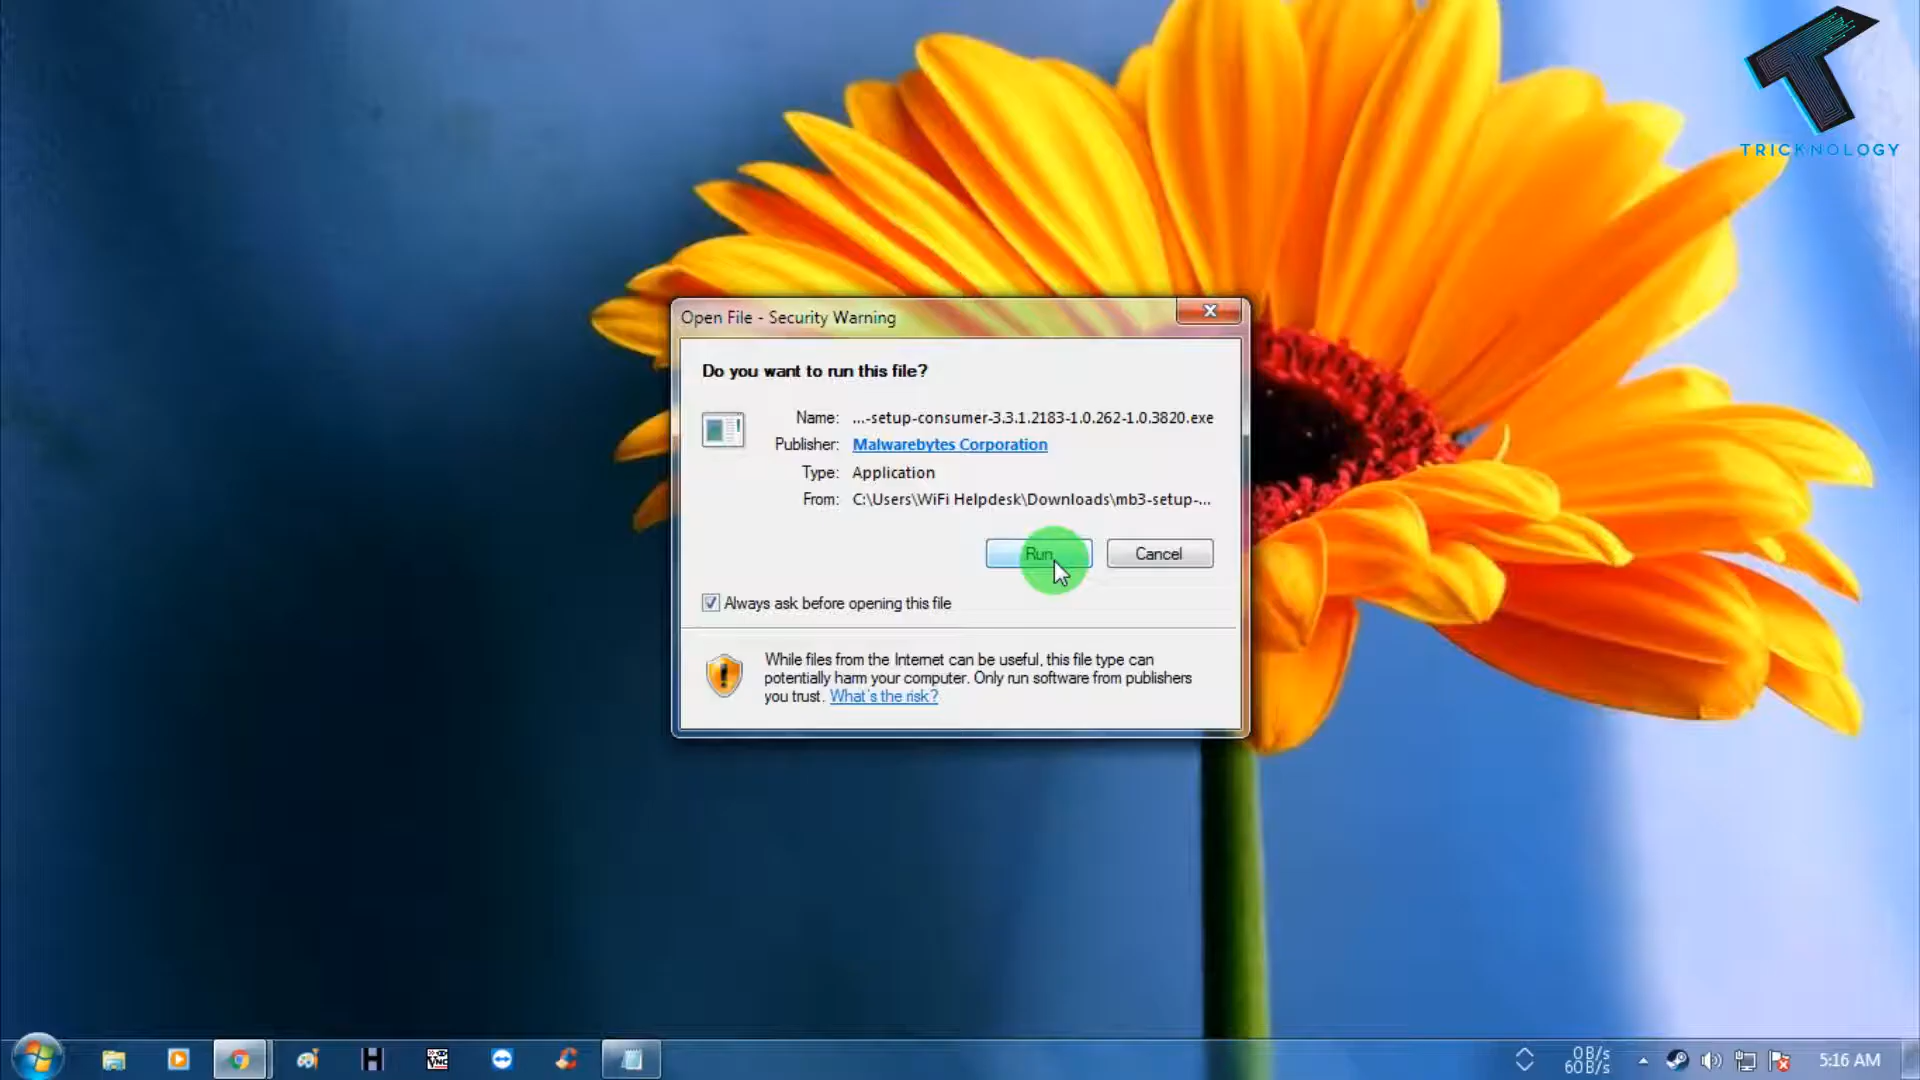 TRICKNOLOGY
Open File - Security Warning
Do you want to run this file?
Name: ...-setup-consumer-3.3.1.2183-1.0.262-1.0.3820.exe
Publisher: Malwarebytes Corporation
Type: Application
From: C:\Users\WiFi Helpdesk\Downloads\mb3-setup-...
Run Cancel
Always ask before opening this file
While files from the Internet can be useful, this file type can
potentially harm your computer. Only run software from publishers
you trust. What's the risk?
VNC
0B/s
60B/s
5:16 AM